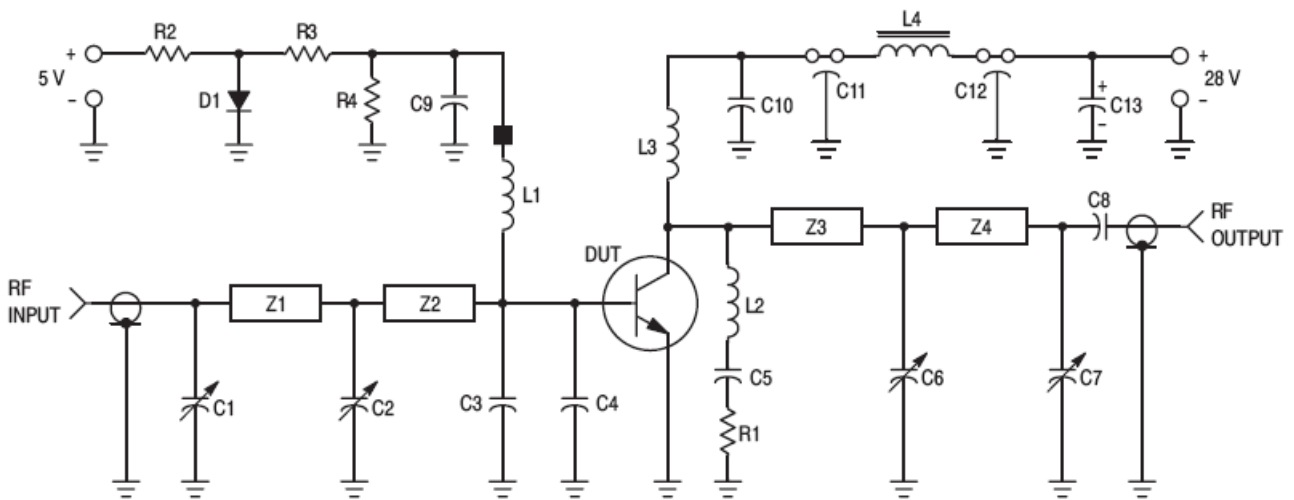 L4
R2
R3
+
5 V
−
D1
R4
C9
C10
C11
C12
+
C13
−
+
28 V
−
L3
L1
C8
RF
OUTPUT
Z3
Z4
DUT
RF
INPUT
Z1
Z2
L2
C1
C2
C3
C4
C5
C6
C7
R1